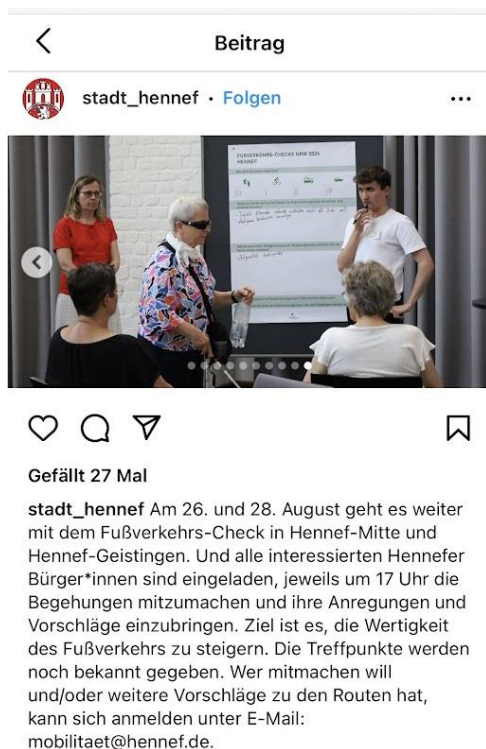 Beitrag
stadt_hennef • Folgen
FUßVERKEHRS-CHECKS NRW 2024
HENNEF
Gefällt 27 Mal
stadt_hennef Am 26. und 28. August geht es weiter
mit dem Fußverkehrs-Check in Hennef-Mitte und
Hennef-Geistingen. Und alle interessierten Hennefer
Bürger*innen sind eingeladen, jeweils um 17 Uhr die
Begehungen mitzumachen und ihre Anregungen und
Vorschläge einzubringen. Ziel ist es, die Wertigkeit
des Fußverkehrs zu steigern. Die Treffpunkte werden
noch bekannt gegeben. Wer mitmachen will
und/oder weitere Vorschläge zu den Routen hat,
kann sich anmelden unter E-Mail:
mobilitaet@hennef.de.